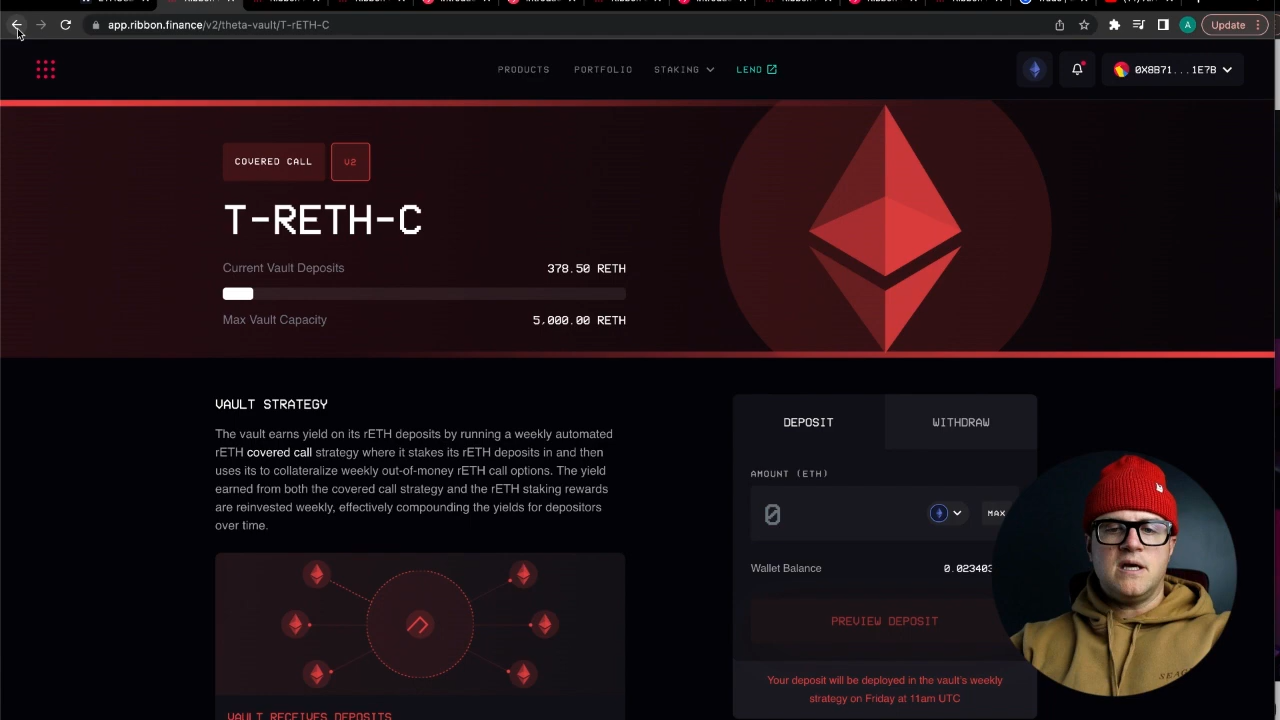 app.ribbon.finance/v2/theta-vault/T-rETH-C
A
Update
PRODUCTS
PORTFOLIO
STAKING
LEND
0X8B71...1E7B
COVERED CALL
V2
T-RETH-C
Current Vault Deposits
378.50 RETH
Max Vault Capacity
5,000.00 RETH
VAULT STRATEGY
The vault earns yield on its rETH deposits by running a weekly automated
rETH covered call strategy where it stakes its rETH deposits in and then
uses its to collateralize weekly out-of-money rETH call options. The yield
earned from both the covered call strategy and the rETH staking rewards
are reinvested weekly, effectively compounding the yields for depositors
over time.
VAULT RECEIVES DEPOSITS
DEPOSIT
WITHDRAW
AMOUNT (ETH)
0
MAX
Wallet Balance
0.023403
PREVIEW DEPOSIT
Your deposit will be deployed in the vault's weekly
strategy on Friday at 11am UTC